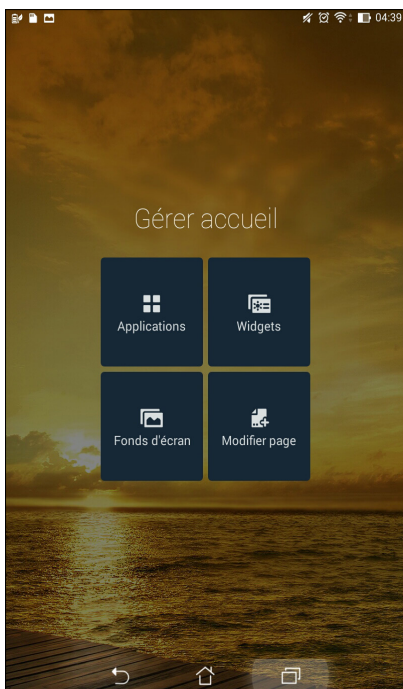 04:39
Gérer accueil
Applications
Widgets
Fonds d'écran
Modifier page